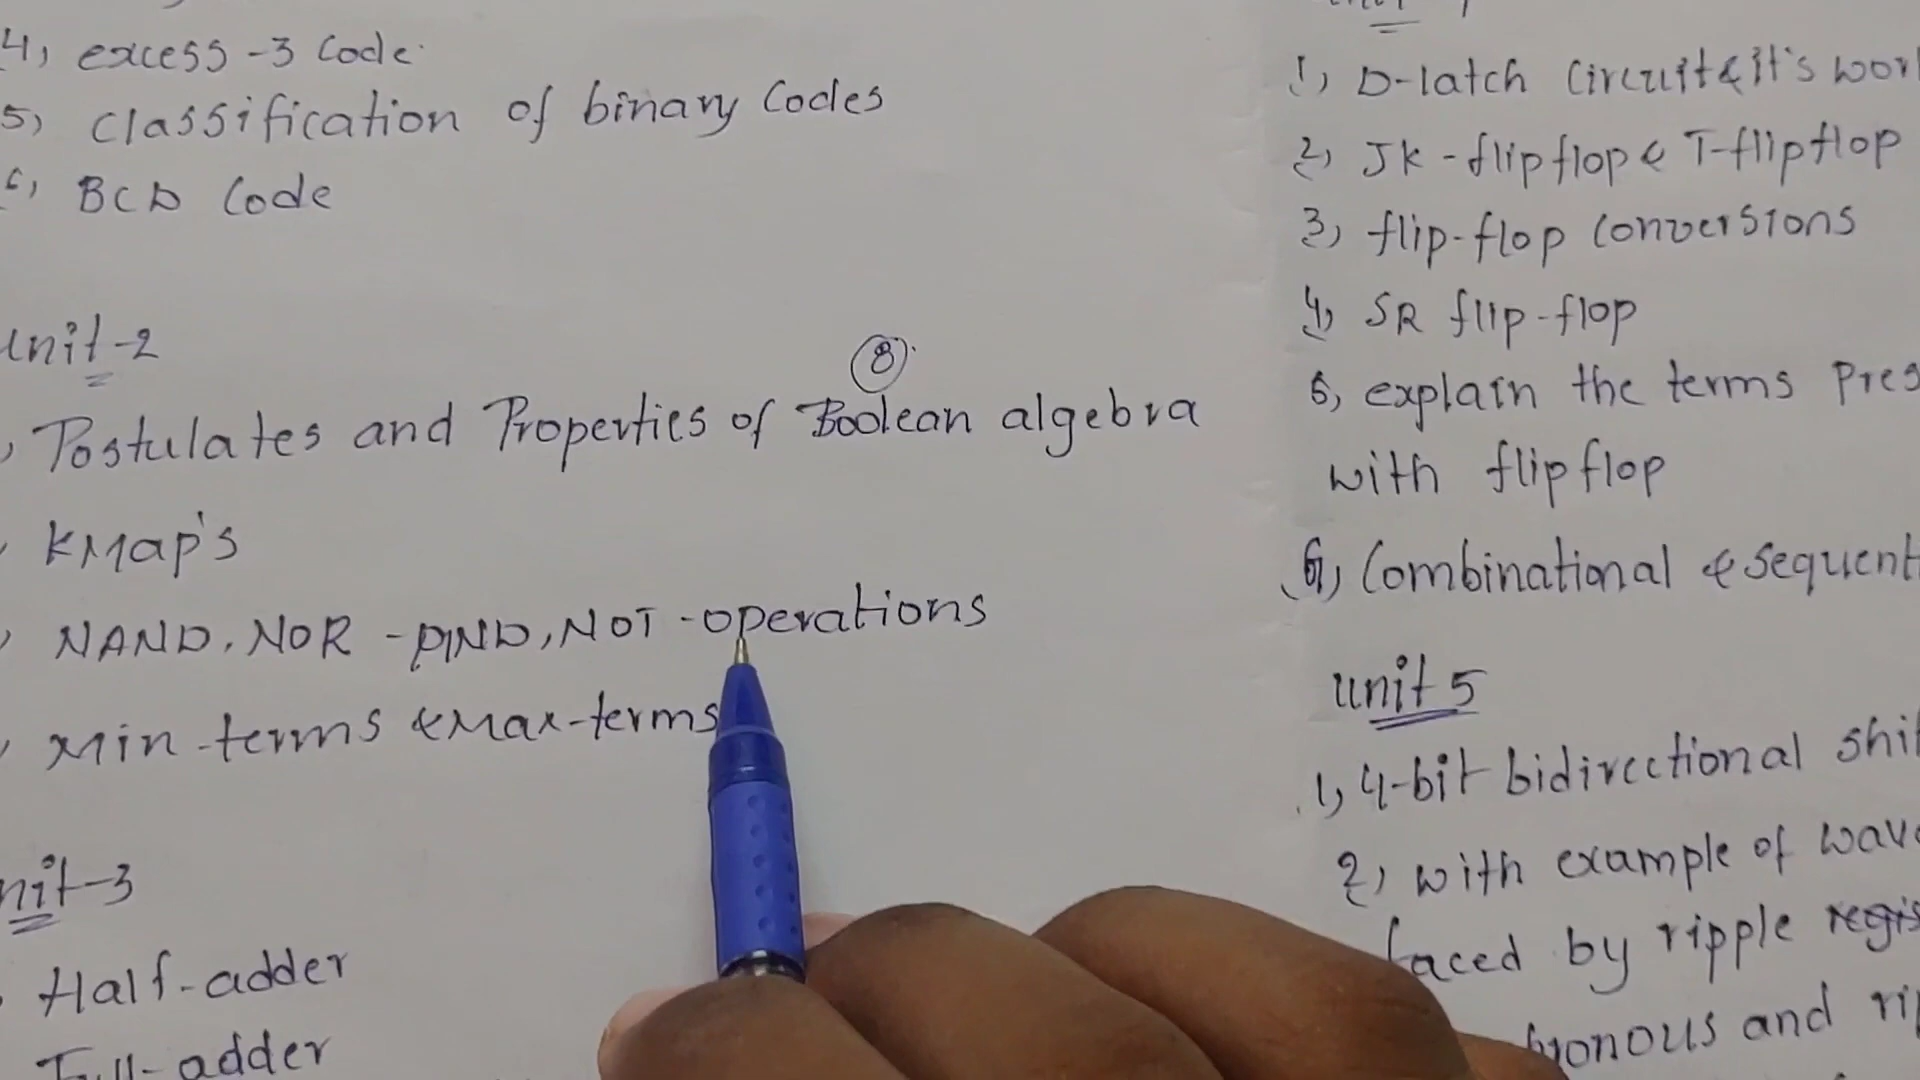 4, excess-3 Code
5, Classification of binary Codes
6, BCD Code
unit-2
8
, Postulates and Properties of Boolean algebra
KMap's
, NAND, NOR - AND, NOT - operations
, Min-terms & Max-terms
unit-3
Half-adder
Full-adder
1, D-latch Circuit & it's
2, JK-flipflop & T-flipflop
3, flip-flop Conversions
4, SR flip-flop
5, explain the terms
with flipflop
6, Combinational &
unit 5
1, 4-bit bidirectional
2, with example of
faced by ripple
and